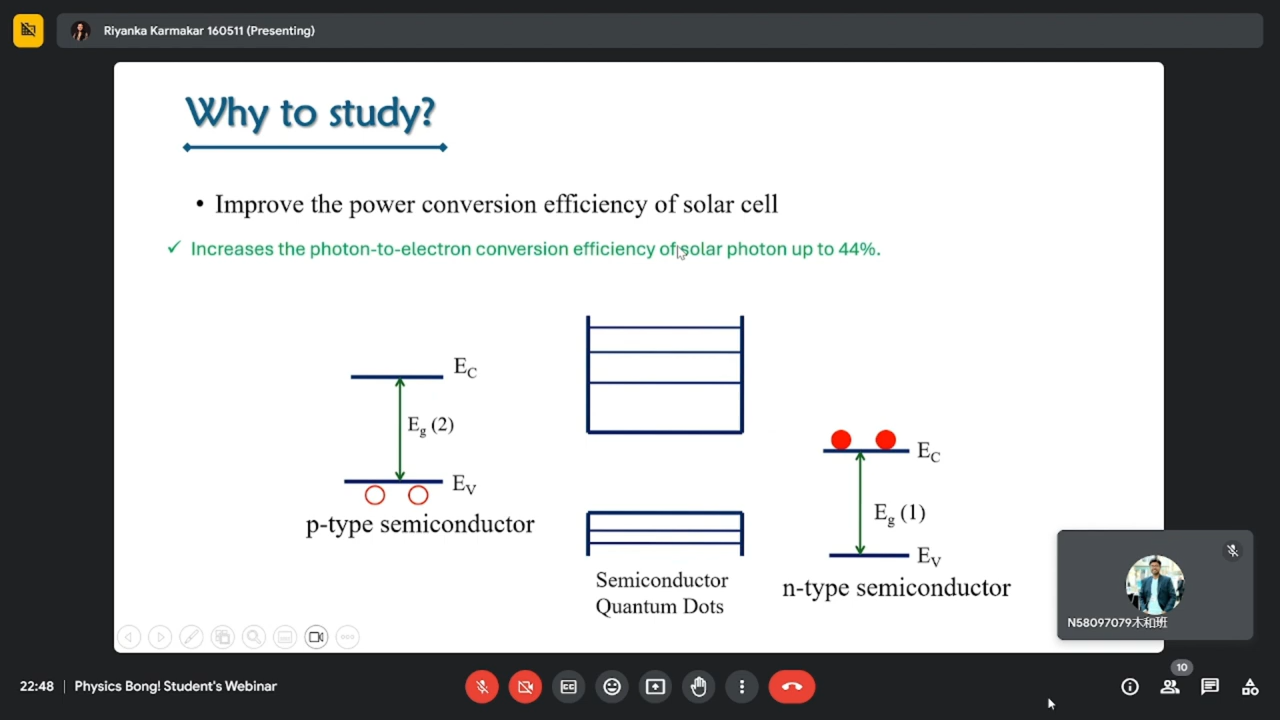 Riyanka Karmakar 160511 (Presenting)
Why to study?
• Improve the power conversion efficiency of solar cell
✓ Increases the photon-to-electron conversion efficiency of solar photon up to 44%.
E_C
E_g (2)
E_V
p-type semiconductor
Semiconductor
Quantum Dots
E_C
E_g (1)
E_V
n-type semiconductor
N58097079木和班
10
22:48 | Physics Bong! Student's Webinar